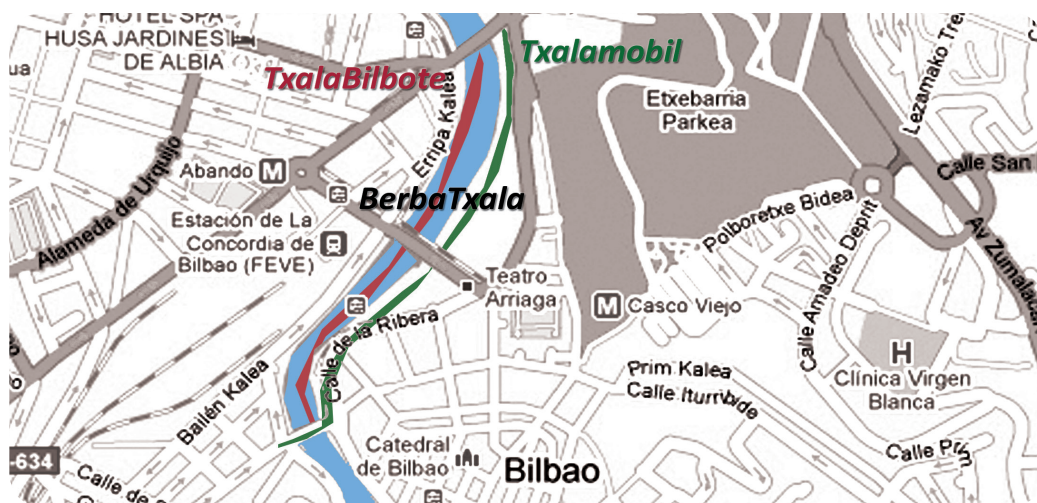 HOTEL SPA
HUSA JARDINES
DE ALBIA
TxalaBilbote
Txalamobil
Etxebarria
Parkea
Lezamako
Erripa Kalea
Alameda de Urquijo
Abando
M
BerbaTxala
Calle San
Estación de La
Concordia de
Bilbao (FEVE)
Polboretxe Bidea
Calle Amadeo Deprit
Av Zumalacarr
Teatro
Arriaga
M
Casco Viejo
Calle de la Ribera
Bailén Kalea
Prim Kalea
Calle Iturribide
H
Clínica Virgen
Blanca
Catedral
de Bilbao
Bilbao
-634
Calle de
Calle Prim